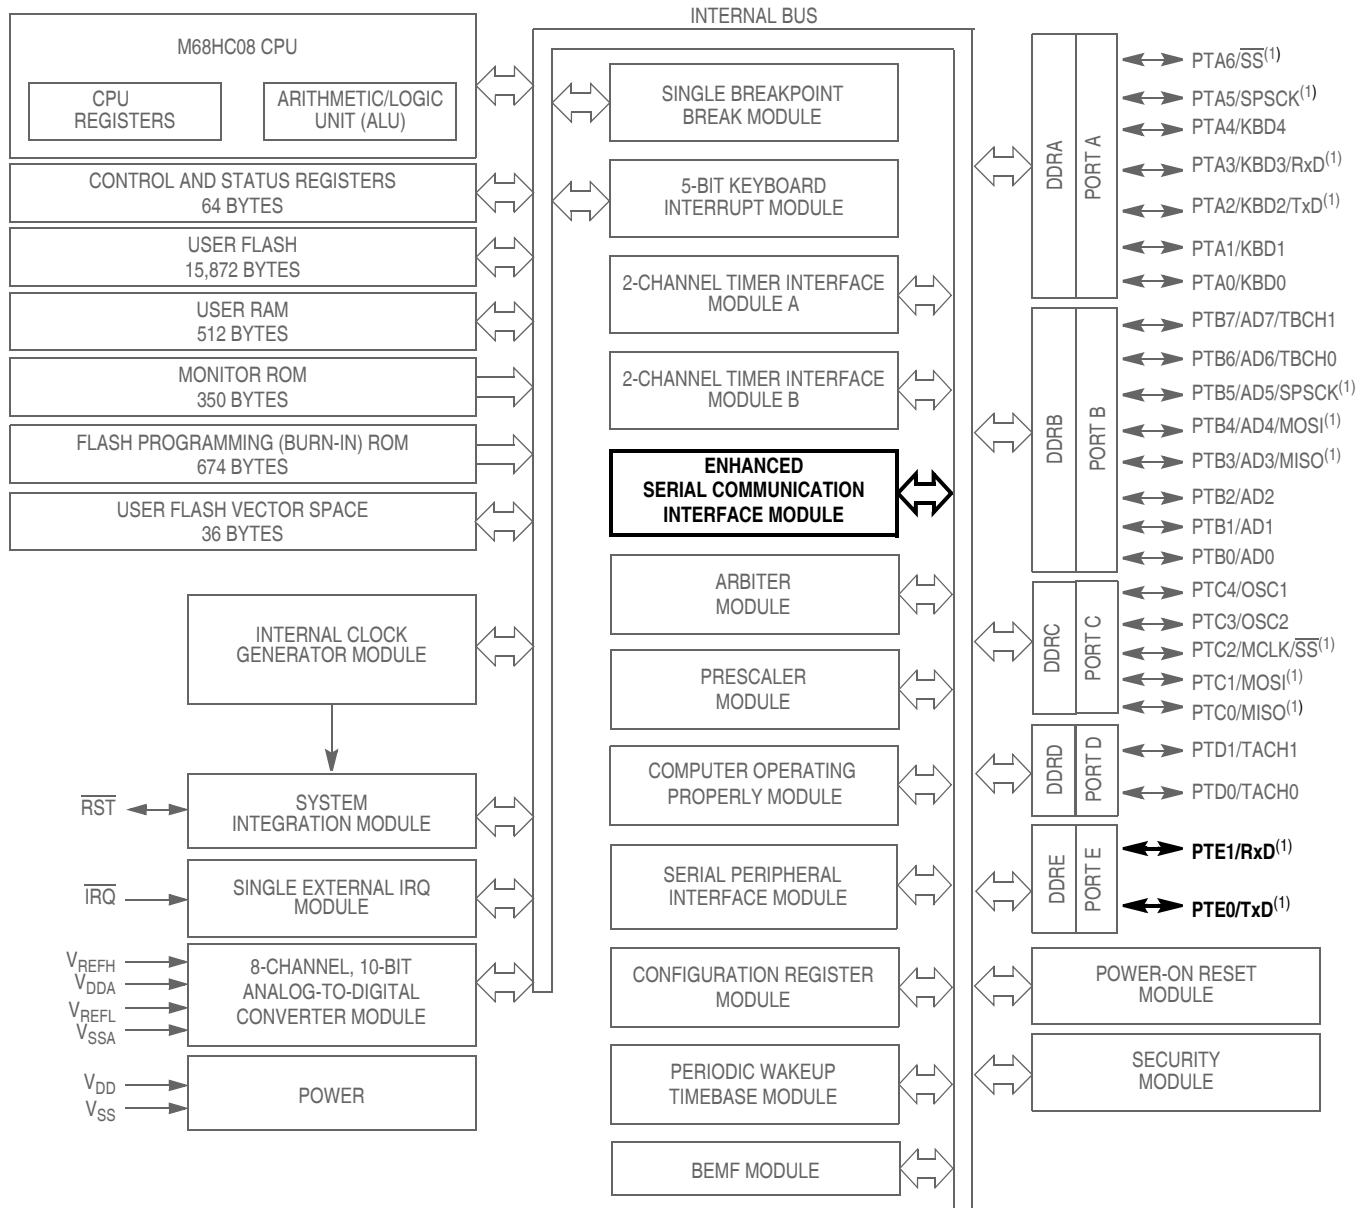 INTERNAL BUS
M68HC08 CPU
CPU
REGISTERS
ARITHMETIC/LOGIC
UNIT (ALU)
CONTROL AND STATUS REGISTERS
64 BYTES
USER FLASH
15,872 BYTES
USER RAM
512 BYTES
MONITOR ROM
350 BYTES
FLASH PROGRAMMING (BURN-IN) ROM
674 BYTES
USER FLASH VECTOR SPACE
36 BYTES
INTERNAL CLOCK
GENERATOR MODULE
RST
SYSTEM
INTEGRATION MODULE
IRQ
SINGLE EXTERNAL IRQ
MODULE
VREFH
VDDA
VREFL
VSSA
8-CHANNEL, 10-BIT
ANALOG-TO-DIGITAL
CONVERTER MODULE
VDD
VSS
POWER
SINGLE BREAKPOINT
BREAK MODULE
5-BIT KEYBOARD
INTERRUPT MODULE
2-CHANNEL TIMER INTERFACE
MODULE A
2-CHANNEL TIMER INTERFACE
MODULE B
ENHANCED
SERIAL COMMUNICATION
INTERFACE MODULE
ARBITER
MODULE
PRESCALER
MODULE
COMPUTER OPERATING
PROPERLY MODULE
SERIAL PERIPHERAL
INTERFACE MODULE
CONFIGURATION REGISTER
MODULE
PERIODIC WAKEUP
TIMEBASE MODULE
BEMF MODULE
DDRA
PORT A
PTA6/SS(1)
PTA5/SPSCK(1)
PTA4/KBD4
PTA3/KBD3/RxD(1)
PTA2/KBD2/TxD(1)
PTA1/KBD1
PTA0/KBD0
DDRB
PORT B
PTB7/AD7/TBCH1
PTB6/AD6/TBCH0
PTB5/AD5/SPSCK(1)
PTB4/AD4/MOSI(1)
PTB3/AD3/MISO(1)
PTB2/AD2
PTB1/AD1
PTB0/AD0
DDRC
PORT C
PTC4/OSC1
PTC3/OSC2
PTC2/MCLK/SS(1)
PTC1/MOSI(1)
PTC0/MISO(1)
DDRD
PORT D
PTD1/TACH1
PTD0/TACH0
DDRE
PORT E
PTE1/RxD(1)
PTE0/TxD(1)
POWER-ON RESET
MODULE
SECURITY
MODULE